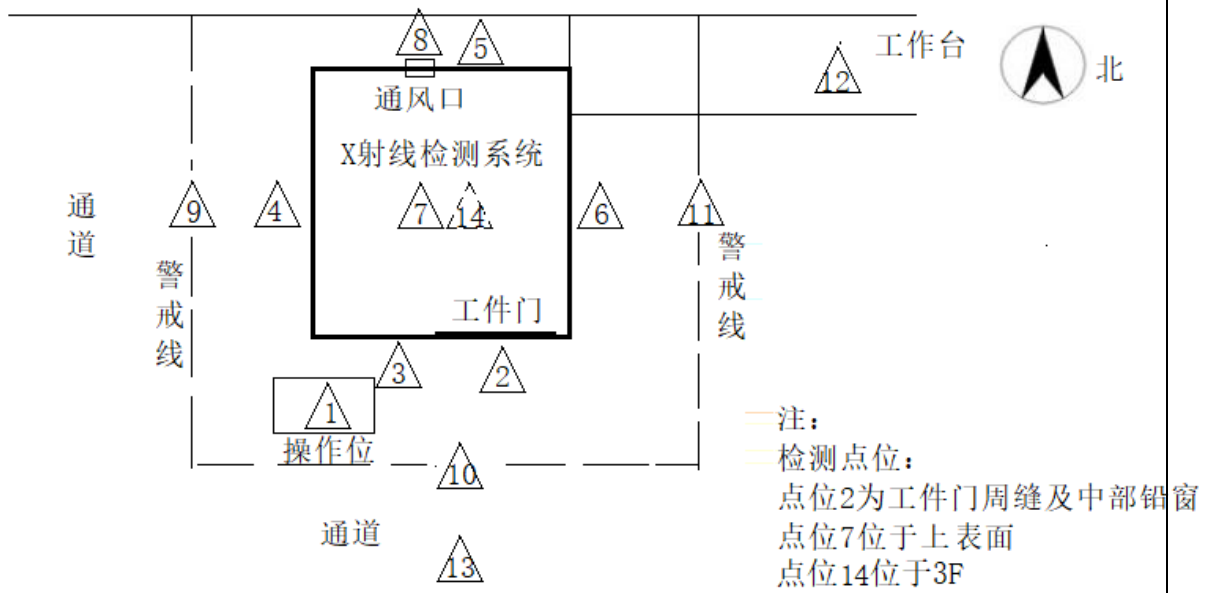 8
5
工作台
12
北
通风口
X射线检测系统
通道
9
4
7
14
6
11
警戒线
警戒线
工件门
3
2
1
操作位
10
通道
13
注：
检测点位：
点位2为工件门周缝及中部铅窗
点位7位于上表面
点位14位于3F